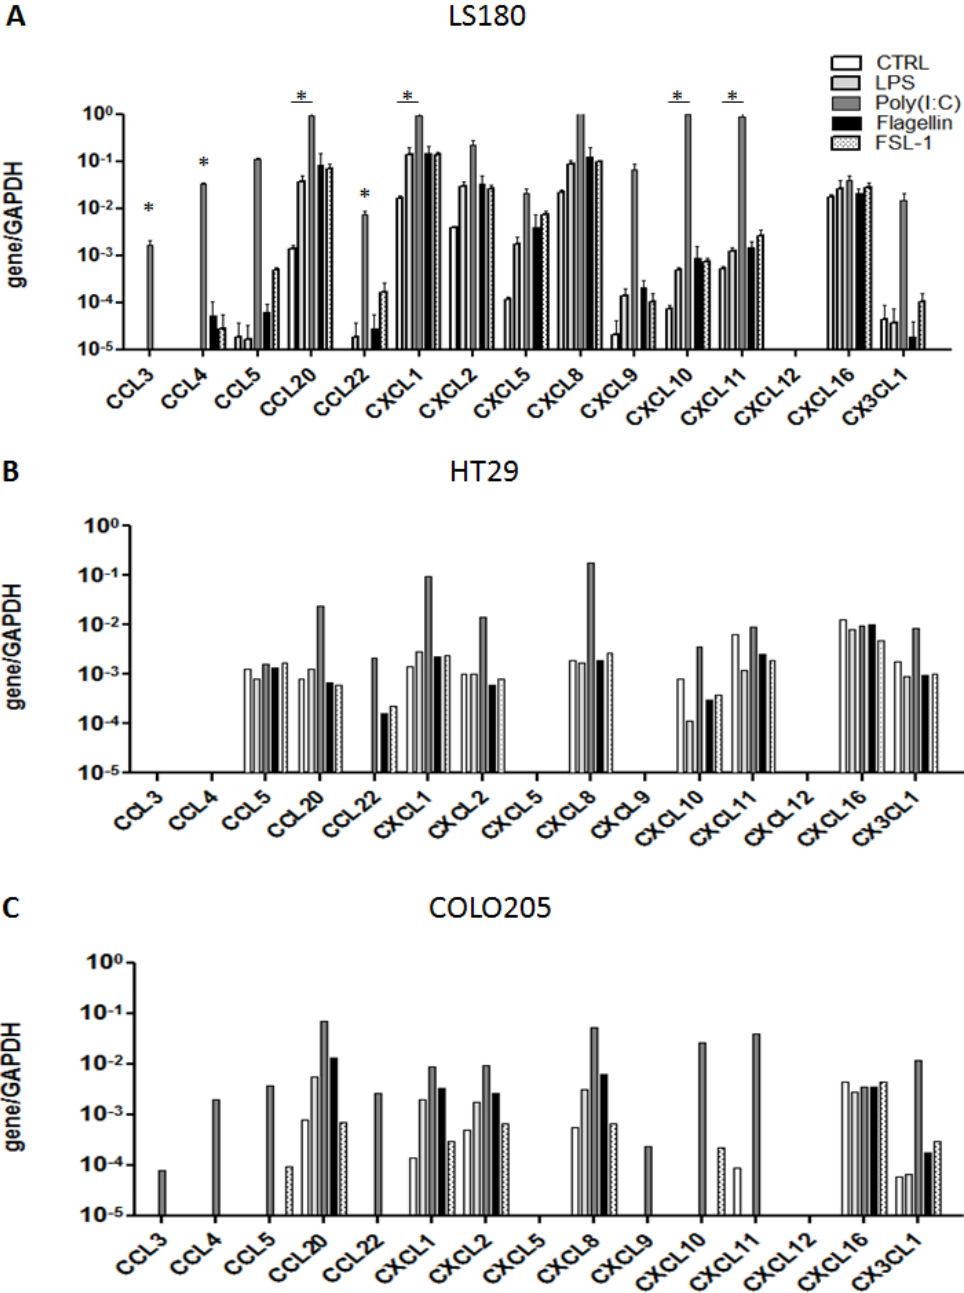 A
LS180
CTRL
LPS
Poly(I:C)
Flagellin
FSL-1
* * * * * * *
gene/GAPDH
10⁰
10⁻¹
10⁻²
10⁻³
10⁻⁴
10⁻⁵
CCL3 CCL4 CCL5 CCL20 CCL22 CXCL1 CXCL2 CXCL5 CXCL8 CXCL9 CXCL10 CXCL11 CXCL12 CXCL16 CX3CL1
B
HT29
gene/GAPDH
10⁰
10⁻¹
10⁻²
10⁻³
10⁻⁴
10⁻⁵
CCL3 CCL4 CCL5 CCL20 CCL22 CXCL1 CXCL2 CXCL5 CXCL8 CXCL9 CXCL10 CXCL11 CXCL12 CXCL16 CX3CL1
C
COLO205
gene/GAPDH
10⁰
10⁻¹
10⁻²
10⁻³
10⁻⁴
10⁻⁵
CCL3 CCL4 CCL5 CCL20 CCL22 CXCL1 CXCL2 CXCL5 CXCL8 CXCL9 CXCL10 CXCL11 CXCL12 CXCL16 CX3CL1